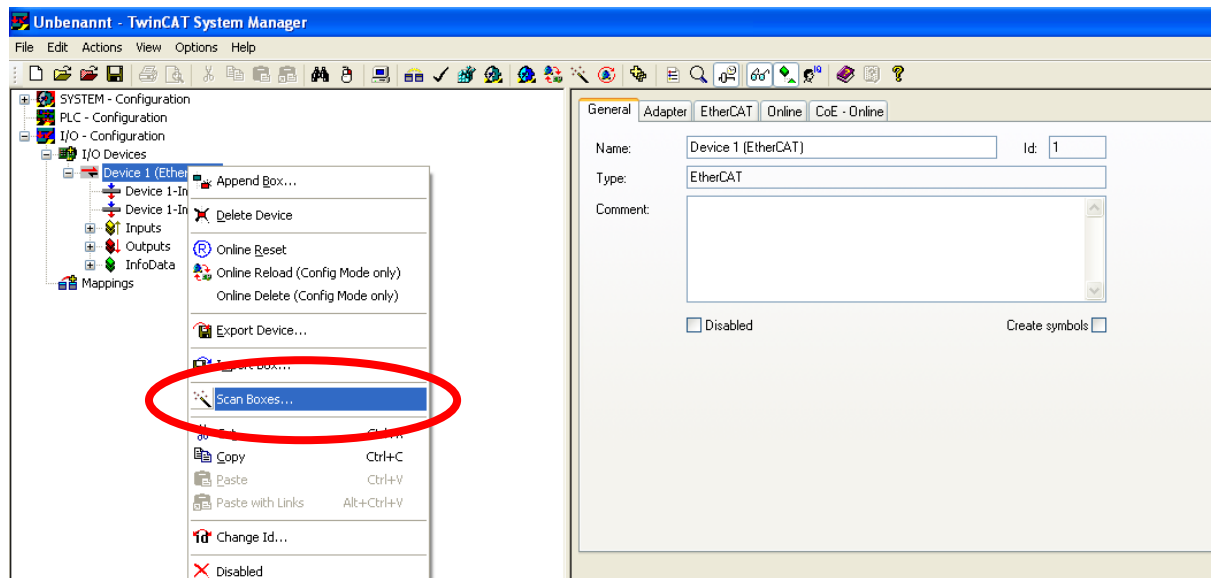 Unbenannt - TwinCAT System Manager
File Edit Actions View Options Help
SYSTEM - Configuration
PLC - Configuration
I/O - Configuration
I/O Devices
Device 1 (Ether
Device 1-In
Device 1-In
Inputs
Outputs
InfoData
Mappings
Append Box...
Delete Device
Online Reset
Online Reload (Config Mode only)
Online Delete (Config Mode only)
Export Device...
Import Box...
Scan Boxes...
Copy Ctrl+C
Paste Ctrl+V
Paste with Links Alt+Ctrl+V
Change Id...
Disabled
General Adapter EtherCAT Online CoE - Online
Name: Device 1 (EtherCAT) Id: 1
Type: EtherCAT
Comment:
Disabled Create symbols